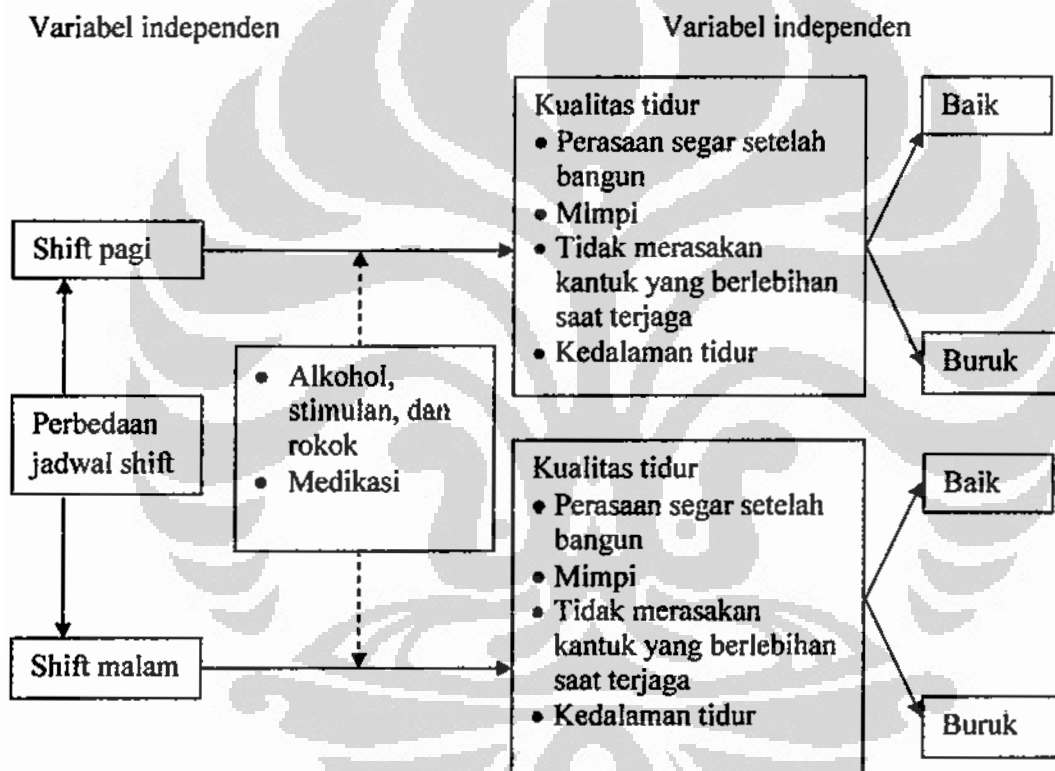 Variabel independen
Variabel independen
Kualitas tidur
• Perasaan segar setelah
bangun
• Mimpi
• Tidak merasakan
kantuk yang berlebihan
saat terjaga
• Kedalaman tidur
Baik
Buruk
Shift pagi
Perbedaan
jadwal shift
• Alkohol,
stimulan, dan
rokok
• Medikasi
Shift malam
Kualitas tidur
• Perasaan segar setelah
bangun
• Mimpi
• Tidak merasakan
kantuk yang berlebihan
saat terjaga
• Kedalaman tidur
Baik
Buruk